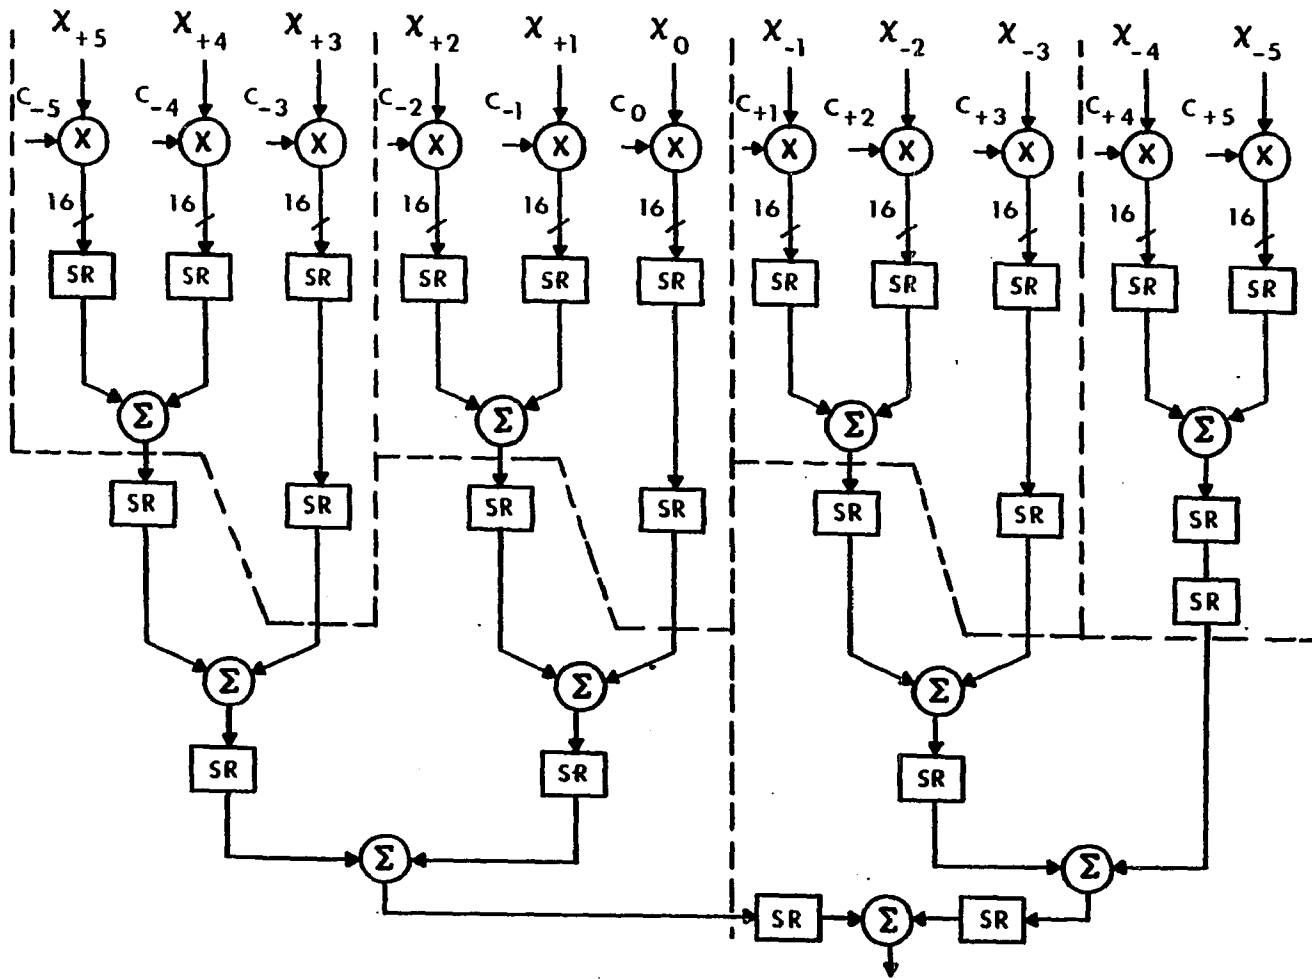 X+5 X+4 X+3 X+2 X+1 X0 X-1 X-2 X-3 X-4 X-5
C-5 C-4 C-3 C-2 C-1 C0 C+1 C+2 C+3 C+4 C+5
X X X X X X X X X X X
16 16 16 16 16 16 16 16 16 16 16
SR SR SR SR SR SR SR SR SR SR SR
Σ Σ Σ Σ
SR SR SR SR SR SR SR
SR
Σ Σ Σ
SR SR SR
Σ Σ
SR Σ SR